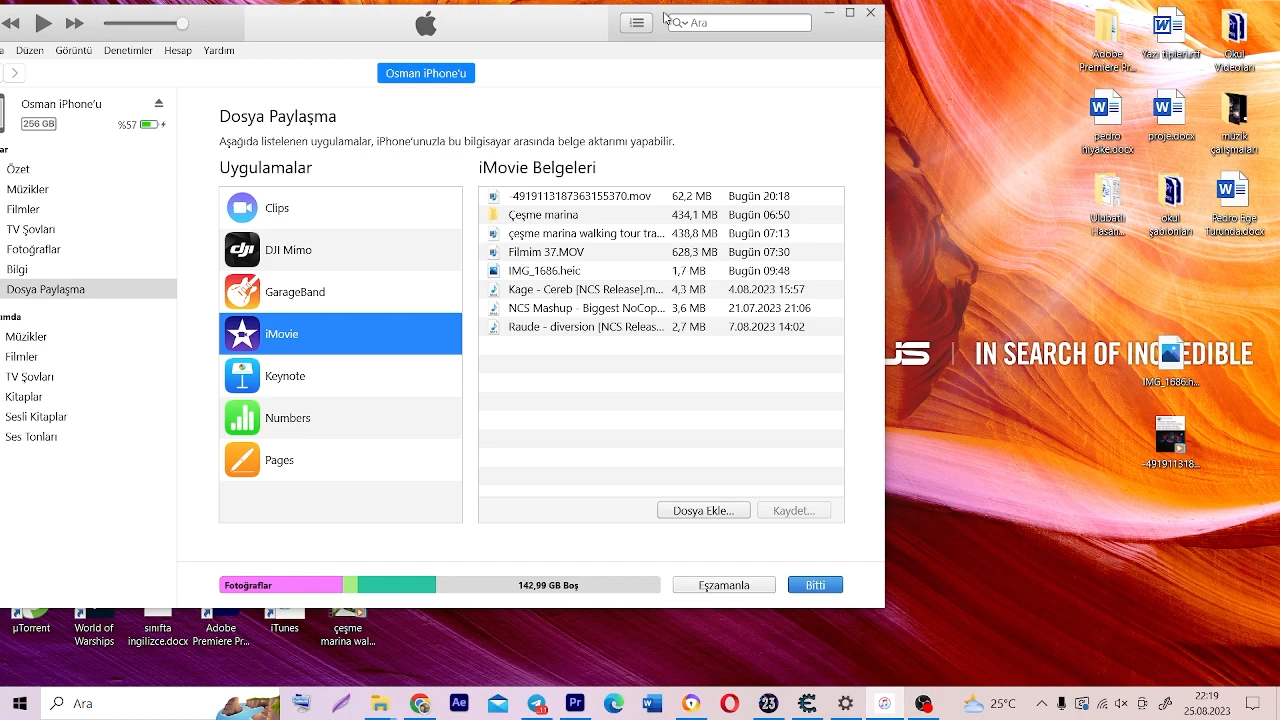 Ara
Düzen Görüntü Denetimler Hesap Yardım
Osman iPhone'u
Osman iPhone'u
256 GB %57
Özet
Müzikler
Filmler
TV Şovları
Fotoğraflar
Bilgi
Dosya Paylaşma
Müzikler
Filmler
TV Şovları
Kitaplar
Sesli Kitaplar
Ses Tonları
Dosya Paylaşma
Aşağıda listelenen uygulamalar, iPhone'unuzla bu bilgisayar arasında belge aktarımı yapabilir.
Uygulamalar
Clips
DJI Mimo
GarageBand
iMovie
Keynote
Numbers
Pages
iMovie Belgeleri
-4919113187363155370.mov 62,2 MB Bugün 20:18
Çeşme marina 434,1 MB Bugün 06:50
çeşme marina walking tour tra... 438,8 MB Bugün 07:13
Filmim 37.MOV 628,3 MB Bugün 07:30
IMG_1686.heic 1,7 MB Bugün 09:48
Kage - Cereb [NCS Release].m... 4,3 MB 4.08.2023 15:57
NCS Mashup - Biggest NoCop... 3,6 MB 21.07.2023 21:06
Raude - diversion [NCS Releas... 2,7 MB 7.08.2023 14:02
Dosya Ekle... Kaydet...
Fotoğraflar 142,99 GB Boş Eşzamanla Bitti
Adobe Premiere Pr...
Yazı tipleri.rtf
Okul Videoları
pedro niyake.docx
proje.docx
müzik çalışmaları
Ulubatlı Hasan...
okul şablonları
Pedro Ege Turunda.docx
IN SEARCH OF INCREDIBLE
IMG_1686.h...
-491911318...
µTorrent
World of Warships
sınıfta ingilizce.docx
Adobe Premiere Pr...
iTunes
çeşme marina wal...
Ara
Ae
Pr
23
25°C
22:19
25.08.2023